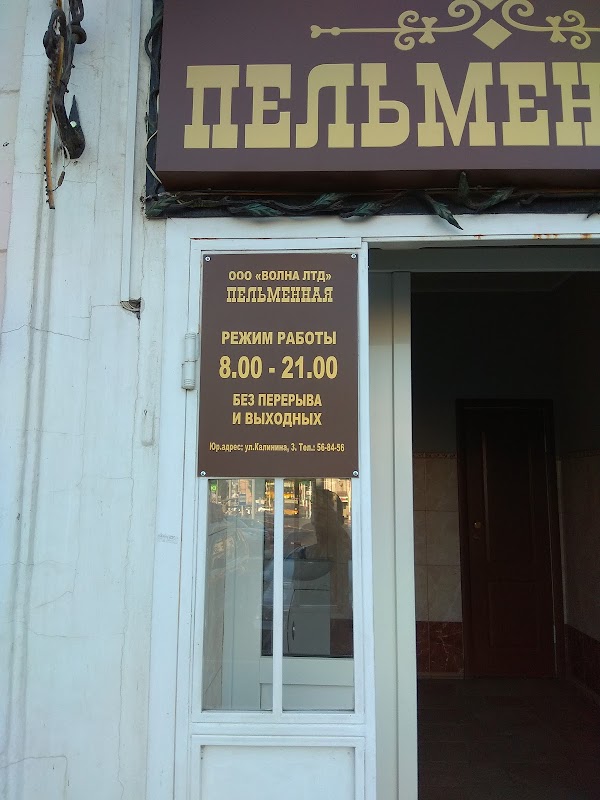 ПЕЛЬМЕН
ООО «ВОЛНА ЛТД»
ПЕЛЬМЕННАЯ
РЕЖИМ РАБОТЫ
8.00 - 21.00
БЕЗ ПЕРЕРЫВА
И ВЫХОДНЫХ
Юр.адрес: ул.Калинина, 3. Тел.: 56-84-56